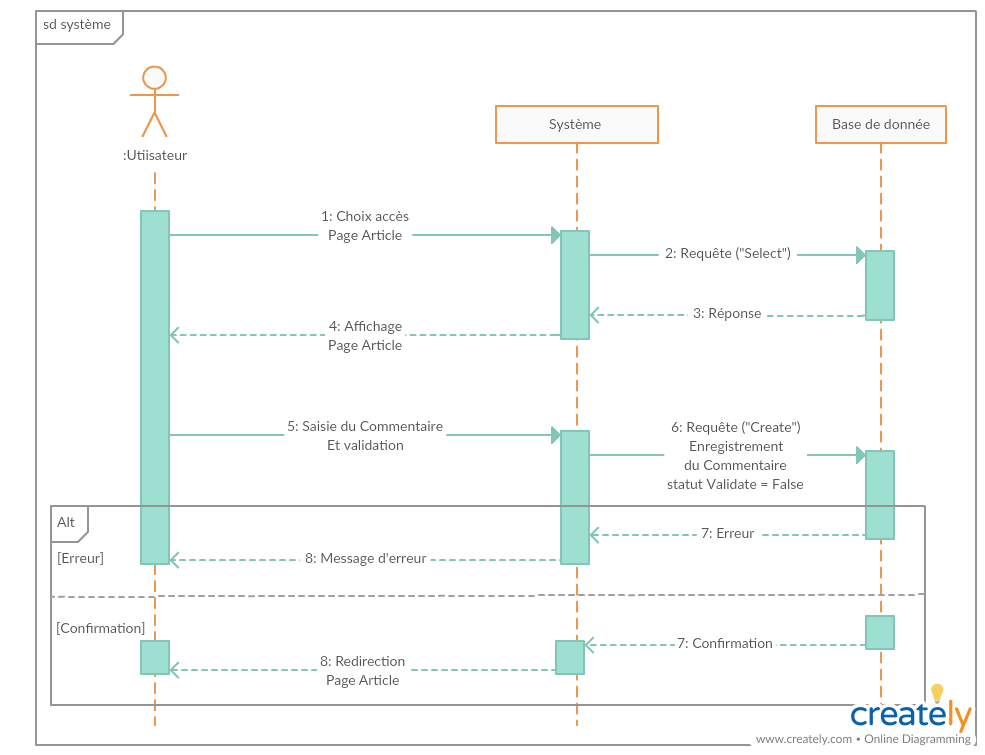 sd système
:Utiisateur
Système
Base de donnée
1: Choix accès
Page Article
2: Requête ("Select")
3: Réponse
4: Affichage
Page Article
5: Saisie du Commentaire
Et validation
6: Requête ("Create")
Enregistrement
du Commentaire
statut Validate = False
Alt
[Erreur]
7: Erreur
8: Message d'erreur
[Confirmation]
7: Confirmation
8: Redirection
Page Article
creately
www.creately.com • Online Diagramming